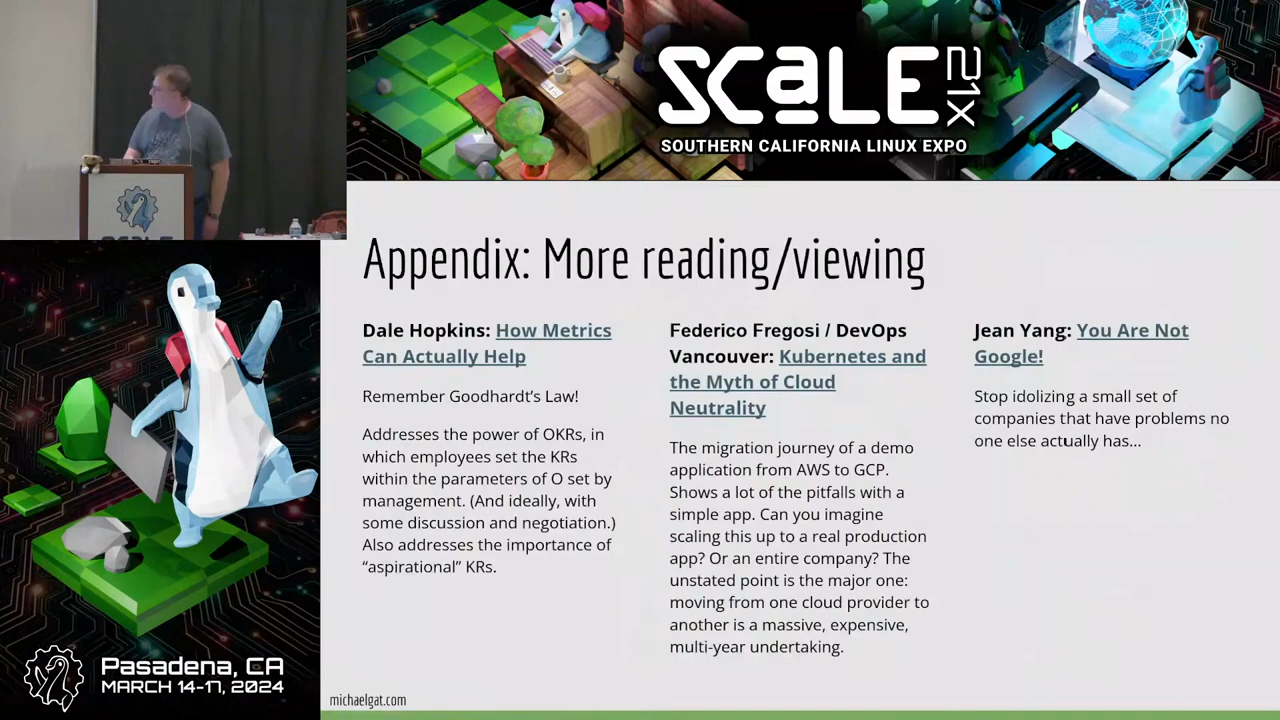 SCALE 21X
SOUTHERN CALIFORNIA LINUX EXPO
SCALE
Appendix: More reading/viewing
Dale Hopkins: How Metrics
Can Actually Help
Remember Goodhardt's Law!
Addresses the power of OKRs, in
which employees set the KRs
within the parameters of O set by
management. (And ideally, with
some discussion and negotiation.)
Also addresses the importance of
“aspirational” KRs.
Federico Fregosi / DevOps
Vancouver: Kubernetes and
the Myth of Cloud
Neutrality
The migration journey of a demo
application from AWS to GCP.
Shows a lot of the pitfalls with a
simple app. Can you imagine
scaling this up to a real production
app? Or an entire company? The
unstated point is the major one:
moving from one cloud provider to
another is a massive, expensive,
multi-year undertaking.
Jean Yang: You Are Not
Google!
Stop idolizing a small set of
companies that have problems no
one else actually has...
Pasadena, CA
MARCH 14-17, 2024
michaelgat.com